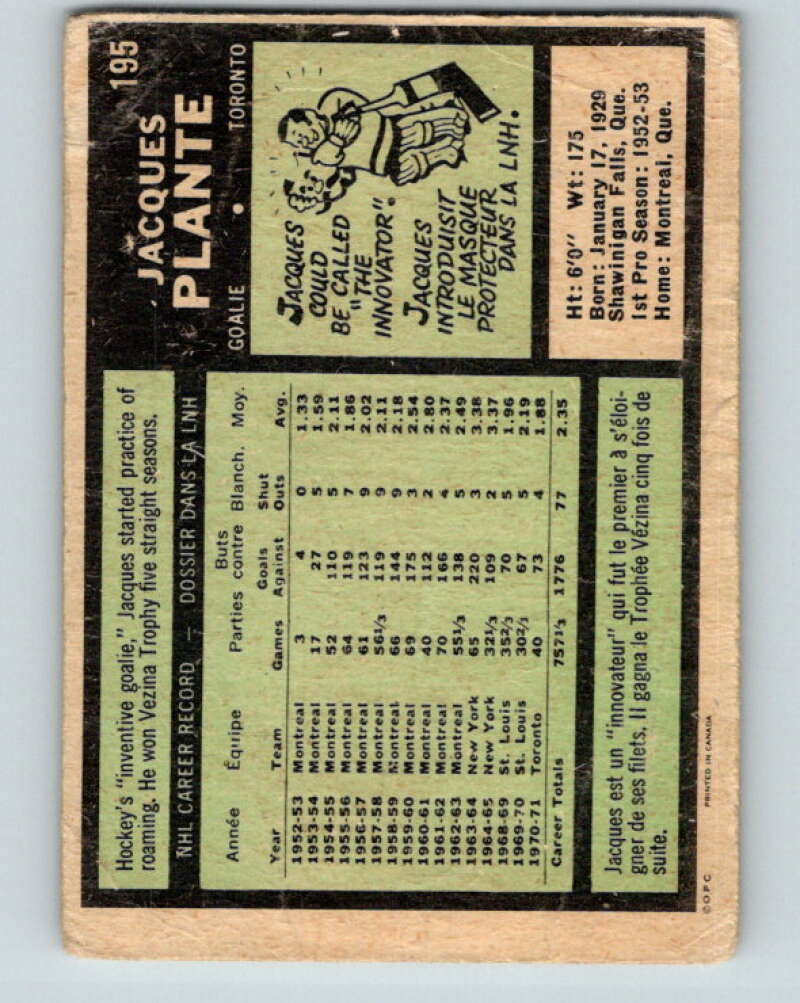 195
JACQUES
PLANTE
GOALIE • TORONTO
Hockey's "inventive goalie," Jacques started practice of
roaming. He won Vezina Trophy five straight seasons.
NHL CAREER RECORD — DOSSIER DANS LA LNH
Année Équipe Parties Buts contre Blanch. Moy.
Year Team Games Goals Against Shut Outs Avg.
1952-53 Montreal 3 4 0 1.33
1953-54 Montreal 17 27 5 1.59
1954-55 Montreal 52 110 5 2.11
1955-56 Montreal 64 119 7 1.86
1956-57 Montreal 61 123 9 2.02
1957-58 Montreal 56⅓ 119 9 2.11
1958-59 Montreal 66 144 9 2.18
1959-60 Montreal 69 175 3 2.54
1960-61 Montreal 40 112 2 2.80
1961-62 Montreal 70 166 4 2.37
1962-63 Montreal 55⅓ 138 5 2.49
1963-64 New York 65 220 3 3.38
1964-65 New York 32⅓ 109 2 3.37
1968-69 St. Louis 35⅔ 70 5 1.96
1969-70 St. Louis 30⅔ 67 5 2.19
1970-71 Toronto 40 73 4 1.88
Career Totals 757⅓ 1776 77 2.35
Jacques est un "innovateur" qui fut le premier à s'éloi-
gner de ses filets. Il gagna le Trophée Vézina cinq fois de
suite.
JACQUES
COULD
BE CALLED
"THE
INNOVATOR".
JACQUES
INTRODUISIT
LE MASQUE
PROTECTEUR
DANS LA LNH.
Ht: 6'0" Wt: 175
Born: January 17, 1929
Shawinigan Falls, Que.
1st Pro Season: 1952-53
Home: Montreal, Que.
©OPC PRINTED IN CANADA